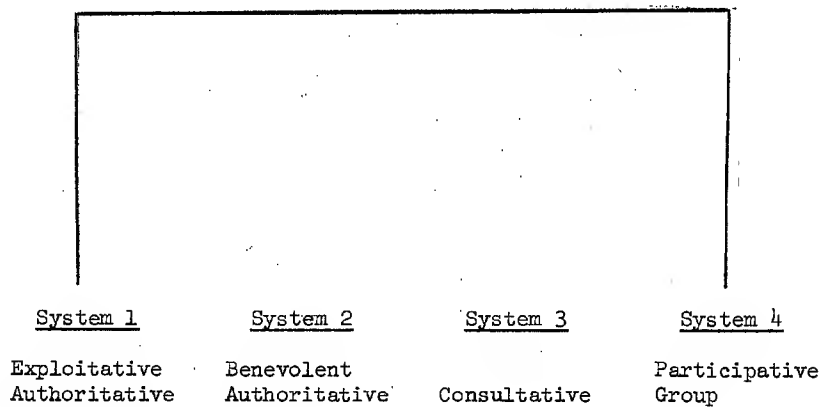 System 1 System 2 System 3 System 4
Exploitative Benevolent Participative
Authoritative Authoritative Consultative Group